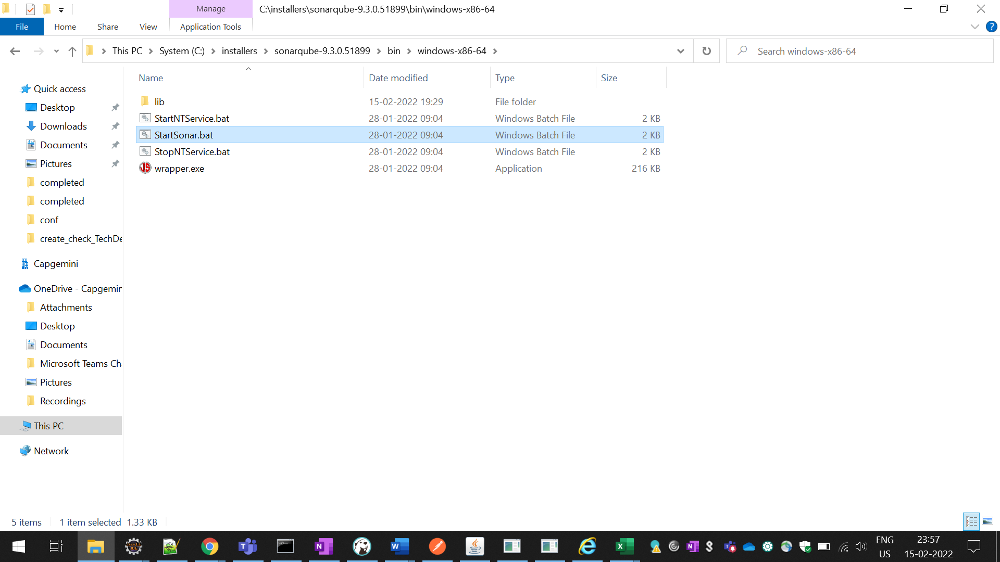 Manage
C:\installers\sonarqube-9.3.0.51899\bin\windows-x86-64
File Home Share View Application Tools
This PC System (C:) installers sonarqube-9.3.0.51899 bin windows-x86-64
Search windows-x86-64
Name Date modified Type Size
lib 15-02-2022 19:29 File folder
StartNTService.bat 28-01-2022 09:04 Windows Batch File 2 KB
StartSonar.bat 28-01-2022 09:04 Windows Batch File 2 KB
StopNTService.bat 28-01-2022 09:04 Windows Batch File 2 KB
wrapper.exe 28-01-2022 09:04 Application 216 KB
Quick access
Desktop
Downloads
Documents
Pictures
completed
completed
conf
create_check_TechDe
Capgemini
OneDrive - Capgemin
Attachments
Desktop
Documents
Microsoft Teams Ch
Pictures
Recordings
This PC
Network
5 items 1 item selected 1.33 KB
ENG
US
23:57
15-02-2022